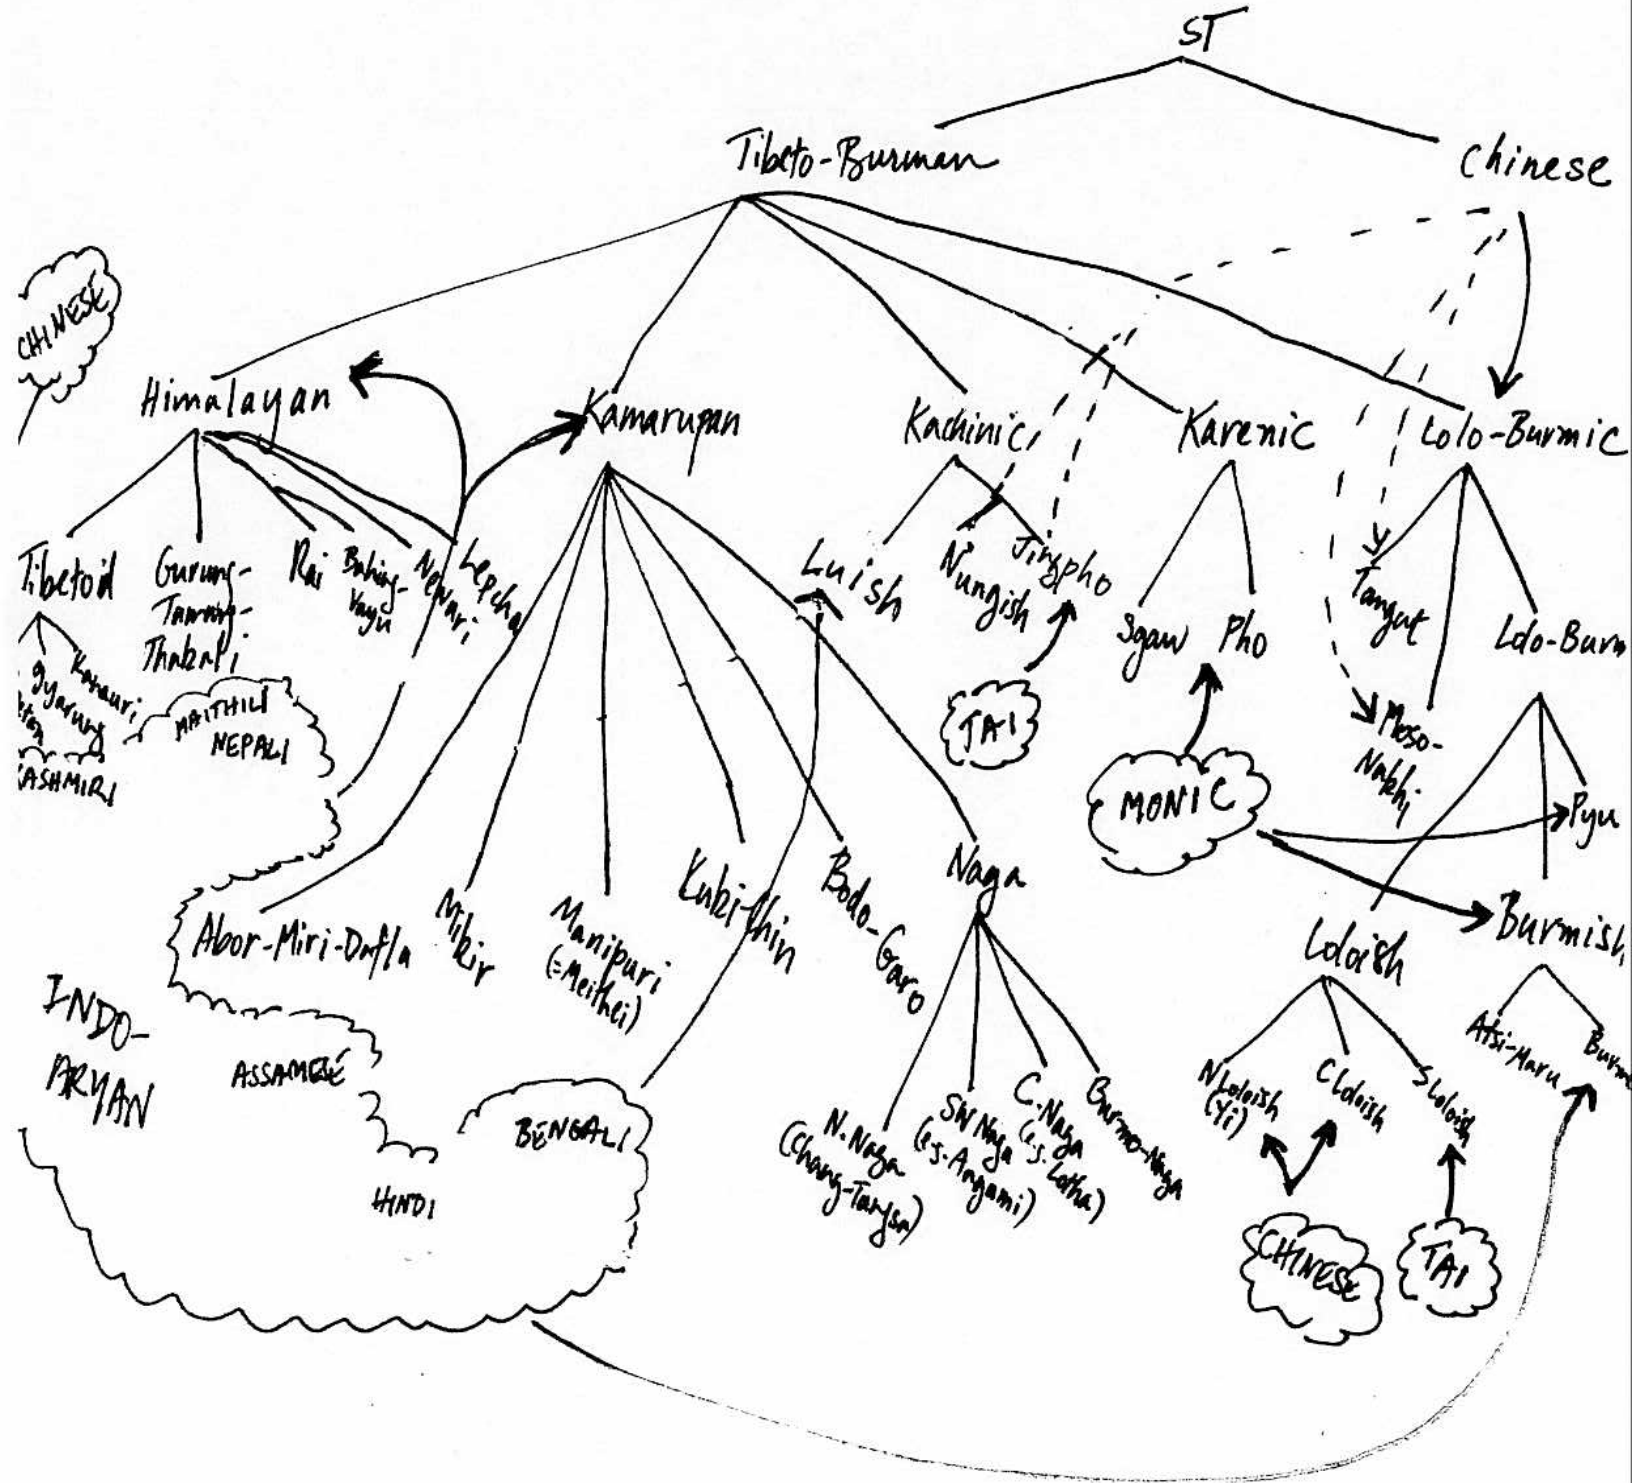 ST
Tibeto-Burman
Chinese
CHINESE
Himalayan
Kamarupan
Kachinic
Karenic
Lolo-Burmic
Tibetoid
Gurung-
Tamang-
Thakali
Rai
Bahing-
Vayu
Newari
Lepcha
Luish
Nungish
Jingpho
Sgaw
Pho
Tangut
Lolo-Burm
Kanauri
gyarung
KASHMIRI
MAITHILI
NEPALI
TAI
MONIC
Moso-
Nakhi
Pyu
Abor-Miri-Dafla
Mikir
Manipuri
(=Meithei)
Kuki-Chin
Bodo-Garo
Naga
Loloish
Burmish
INDO-
ARYAN
ASSAMESE
BENGALI
HINDI
N. Naga
(Chang-Tangsa)
SW Naga
(e.g. Angami)
C. Naga
(e.g. Lotha)
Burmo-Naga
N Loloish
(Yi)
C Loloish
S Loloish
Atsi-Maru
Burme
CHINESE
TAI